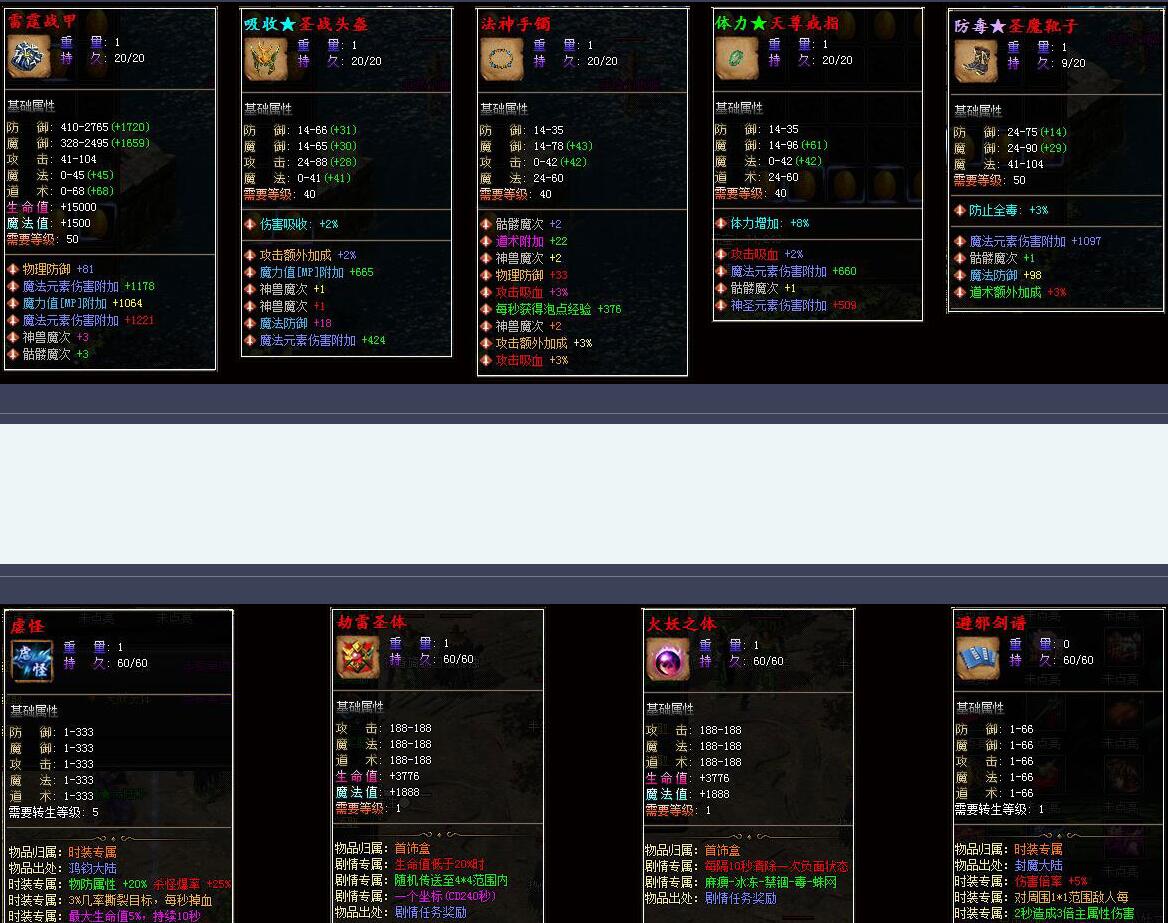 雷霆战甲
重 量: 1
持 久: 20/20
基础属性
防 御: 410-2765(+1720)
魔 御: 328-2495(+1659)
攻 击: 41-104
魔 法: 0-45(+45)
道 术: 0-68(+68)
生命值: +15000
魔法值: +1500
需要等级: 50
物理防御 +81
魔法元素伤害附加 +1178
魔力值[MP]附加 +1064
魔法元素伤害附加 +1221
神兽魔次 +3
骷髅魔次 +3
吸收★圣战头盔
重 量: 1
持 久: 20/20
基础属性
防 御: 14-66(+31)
魔 御: 14-65(+30)
攻 击: 24-88(+28)
魔 法: 0-41(+41)
需要等级: 40
伤害吸收: +2%
攻击额外加成 +2%
魔力值[MP]附加 +665
神兽魔次 +1
神兽魔次 +1
魔法防御 +18
魔法元素伤害附加 +424
法神手镯
重 量: 1
持 久: 20/20
基础属性
防 御: 14-35
魔 御: 14-78(+43)
攻 击: 0-42(+42)
魔 法: 24-60
需要等级: 40
骷髅魔次 +2
道术附加 +22
神兽魔次 +2
物理防御 +33
攻击吸血 +3%
每秒获得泡点经验 +376
神兽魔次 +2
攻击额外加成 +3%
攻击吸血 +3%
体力★天尊戒指
重 量: 1
持 久: 20/20
基础属性
防 御: 14-35
魔 御: 14-96(+61)
攻 击: 0-42(+42)
道 术: 24-60
需要等级: 40
体力增加: +8%
攻击吸血 +2%
魔法元素伤害附加 +660
骷髅魔次 +1
神圣元素伤害附加 +509
防毒★圣魔靴子
重 量: 1
持 久: 9/20
基础属性
防 御: 24-75(+14)
魔 御: 24-90(+29)
魔 法: 41-104
需要等级: 50
防止全毒: +3%
魔法元素伤害附加 +1097
骷髅魔次 +1
魔法防御 +98
道术额外加成 +3%
虐怪
虐怪
重 量: 1
持 久: 60/60
基础属性
防 御: 1-333
魔 御: 1-333
攻 击: 1-333
魔 法: 1-333
道 术: 1-333
需要转生等级: 5
物品归属: 时装专属
物品出处: 鸿钧大陆
时装专属: 物防属性 +20% 杀怪爆率 +25%
时装专属: 3%几率撕裂目标, 每秒掉血
时装专属: 最大生命值5%, 持续10秒
劫雷圣体
重 量: 1
持 久: 60/60
基础属性
攻 击: 188-188
魔 法: 188-188
道 术: 188-188
生命值: +3776
魔法值: +1888
需要等级: 1
物品归属: 首饰盒
剧情专属: 生命值低于20%时
剧情专属: 随机传送至4*4范围内
剧情专属: 一个坐标(CD240秒)
物品出处: 剧情任务奖励
火妖之体
重 量: 1
持 久: 60/60
基础属性
攻 击: 188-188
魔 法: 188-188
道 术: 188-188
生命值: +3776
魔法值: +1888
需要等级: 1
物品归属: 首饰盒
剧情专属: 每隔10秒清除一次负面状态
剧情专属: 麻痹-冰冻-禁锢-毒-蛛网
物品出处: 剧情任务奖励
避邪剑谱
重 量: 0
持 久: 60/60
基础属性
防 御: 1-66
魔 御: 1-66
攻 击: 1-66
魔 法: 1-66
道 术: 1-66
需要转生等级: 1
物品归属: 时装专属
物品出处: 封魔大陆
时装专属: 伤害倍率 +5%
时装专属: 对周围1*1范围敌人每
时装专属: 2秒造成3倍主属性伤害